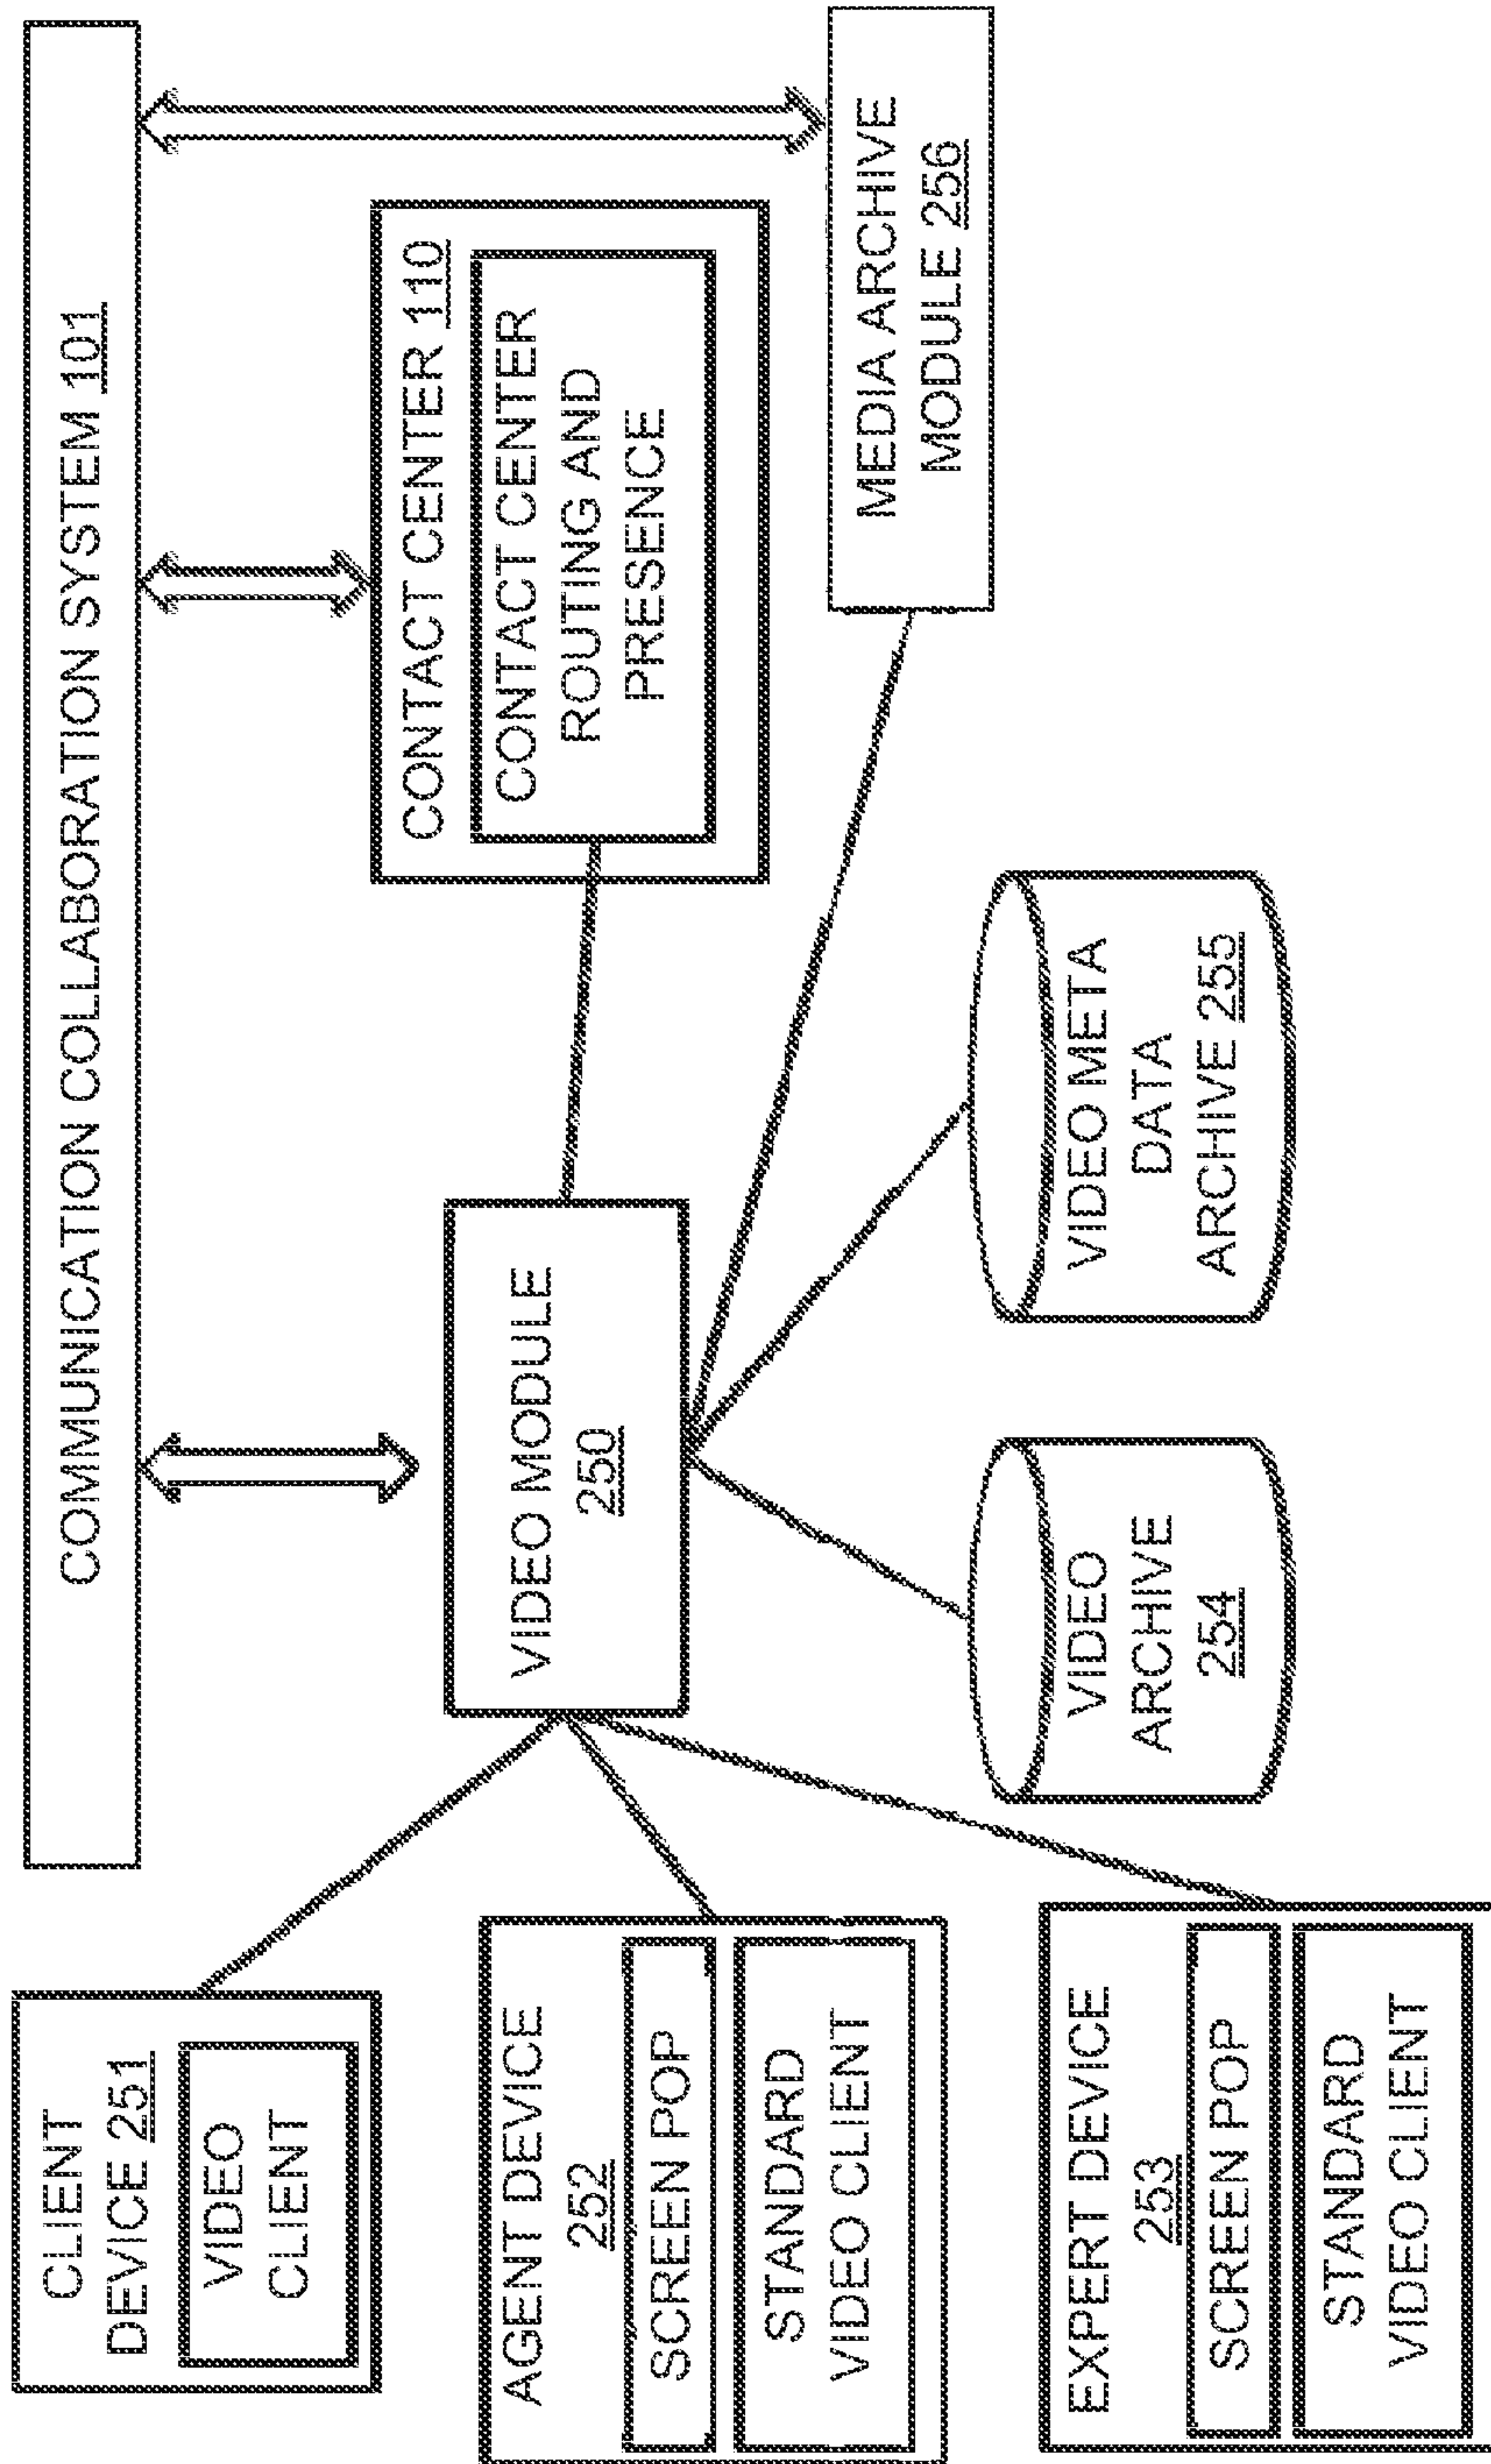 COMMUNICATION COLLABORATION SYSTEM 101
CLIENT
DEVICE 251
VIDEO
CLIENT
AGENT DEVICE
252
SCREEN POP
STANDARD
VIDEO CLIENT
EXPERT DEVICE
253
SCREEN POP
STANDARD
VIDEO CLIENT
VIDEO MODULE
250
VIDEO
ARCHIVE
254
VIDEO META
DATA
ARCHIVE 255
CONTACT CENTER 110
CONTACT CENTER
ROUTING AND
PRESENCE
MEDIA ARCHIVE
MODULE 256